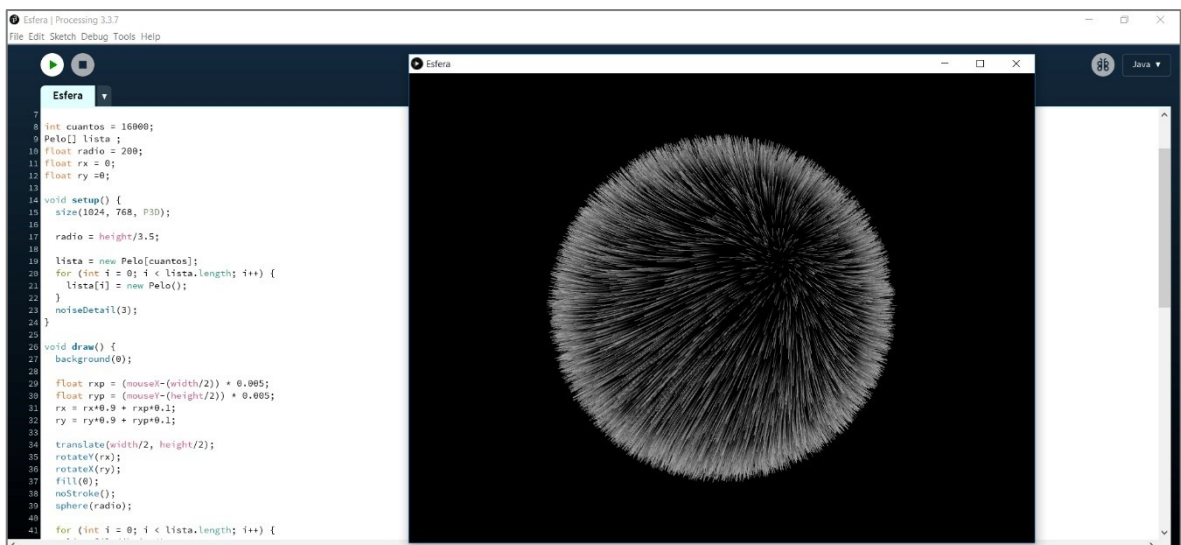 Esfera | Processing 3.3.7
File Edit Sketch Debug Tools Help
Java ▼
Esfera ▼
Esfera
7
8 int cuantos = 16000;
9 Pelo[] lista ;
10 float radio = 200;
11 float rx = 0;
12 float ry =0;
13
14 void setup() {
15 size(1024, 768, P3D);
16
17 radio = height/3.5;
18
19 lista = new Pelo[cuantos];
20 for (int i = 0; i < lista.length; i++) {
21 lista[i] = new Pelo();
22 }
23 noiseDetail(3);
24 }
25
26 void draw() {
27 background(0);
28
29 float rxp = (mouseX-(width/2)) * 0.005;
30 float ryp = (mouseY-(height/2)) * 0.005;
31 rx = rx*0.9 + rxp*0.1;
32 ry = ry*0.9 + ryp*0.1;
33
34 translate(width/2, height/2);
35 rotateY(rx);
36 rotateX(ry);
37 fill(0);
38 noStroke();
39 sphere(radio);
40
41 for (int i = 0; i < lista.length; i++) {